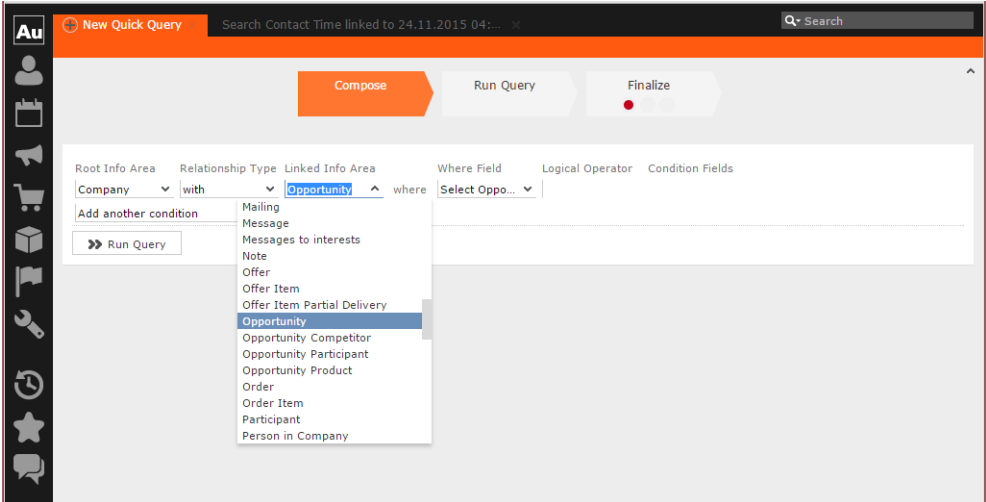 Au
New Quick Query
Search Contact Time linked to 24.11.2015 04:...
Search
Compose
Run Query
Finalize
Root Info Area Relationship Type Linked Info Area Where Field Logical Operator Condition Fields
Company with Opportunity where Select Oppo...
Add another condition
Run Query
Mailing
Message
Messages to interests
Note
Offer
Offer Item
Offer Item Partial Delivery
Opportunity
Opportunity Competitor
Opportunity Participant
Opportunity Product
Order
Order Item
Participant
Person in Company